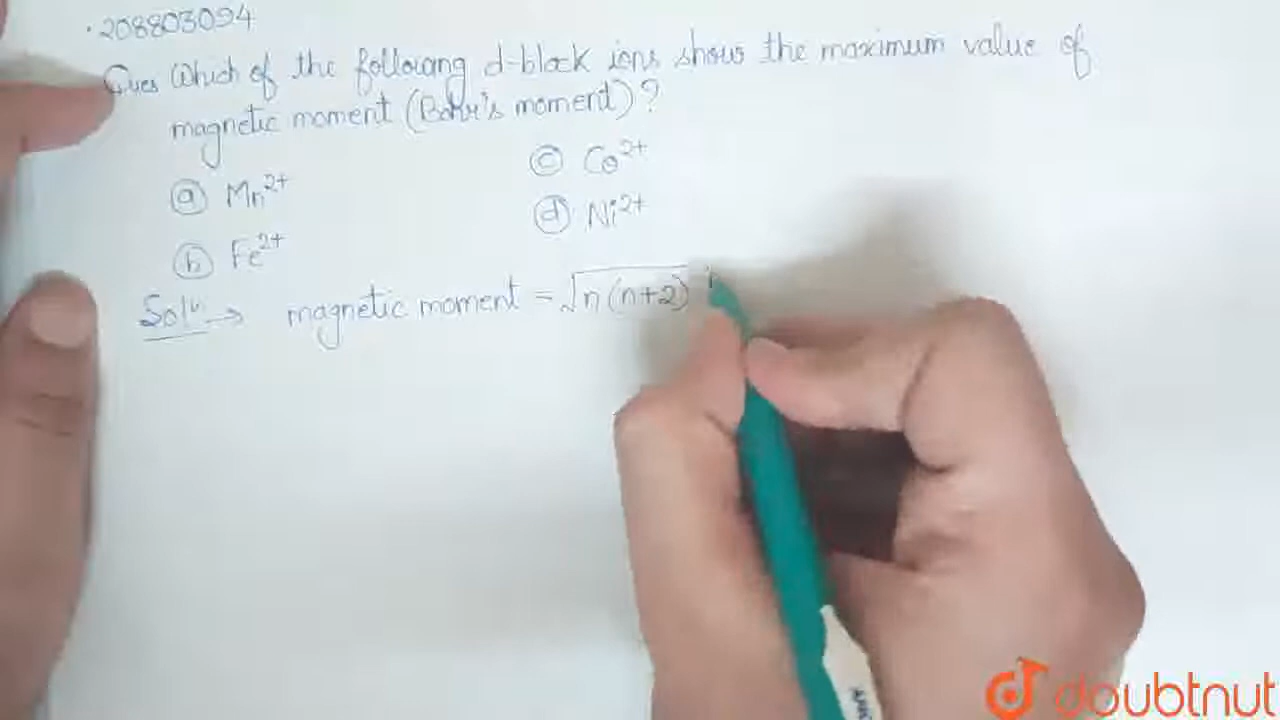 ·208803094
Ques Which of the following d-block ions show the maximum value of
magnetic moment (Bohr's moment)?
(a) Mn²⁺
(c) Co²⁺
(b) Fe²⁺
(d) Ni²⁺
Solⁿ. → magnetic moment = √n(n+2)
doubtnut